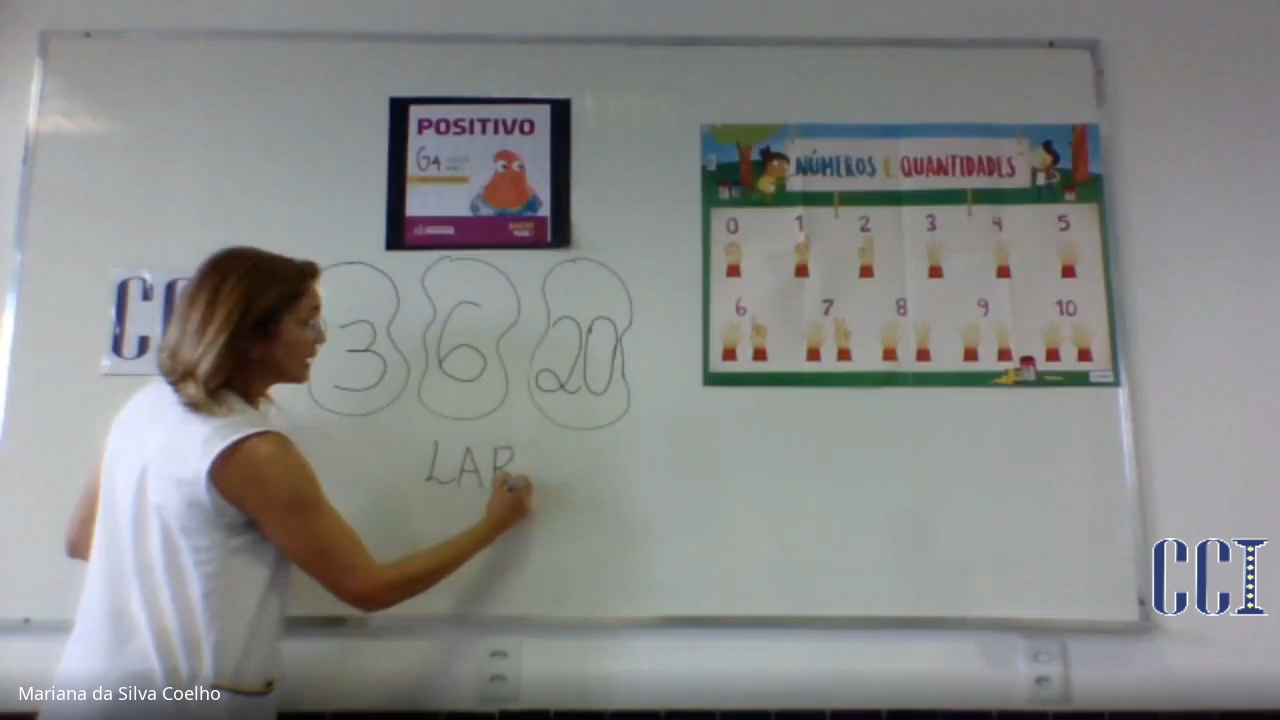 POSITIVO
G4
NÚMEROS E QUANTIDADES
0 1 2 3 4 5
6 7 8 9 10
3 6 20
LAR
CCI
Mariana da Silva Coelho